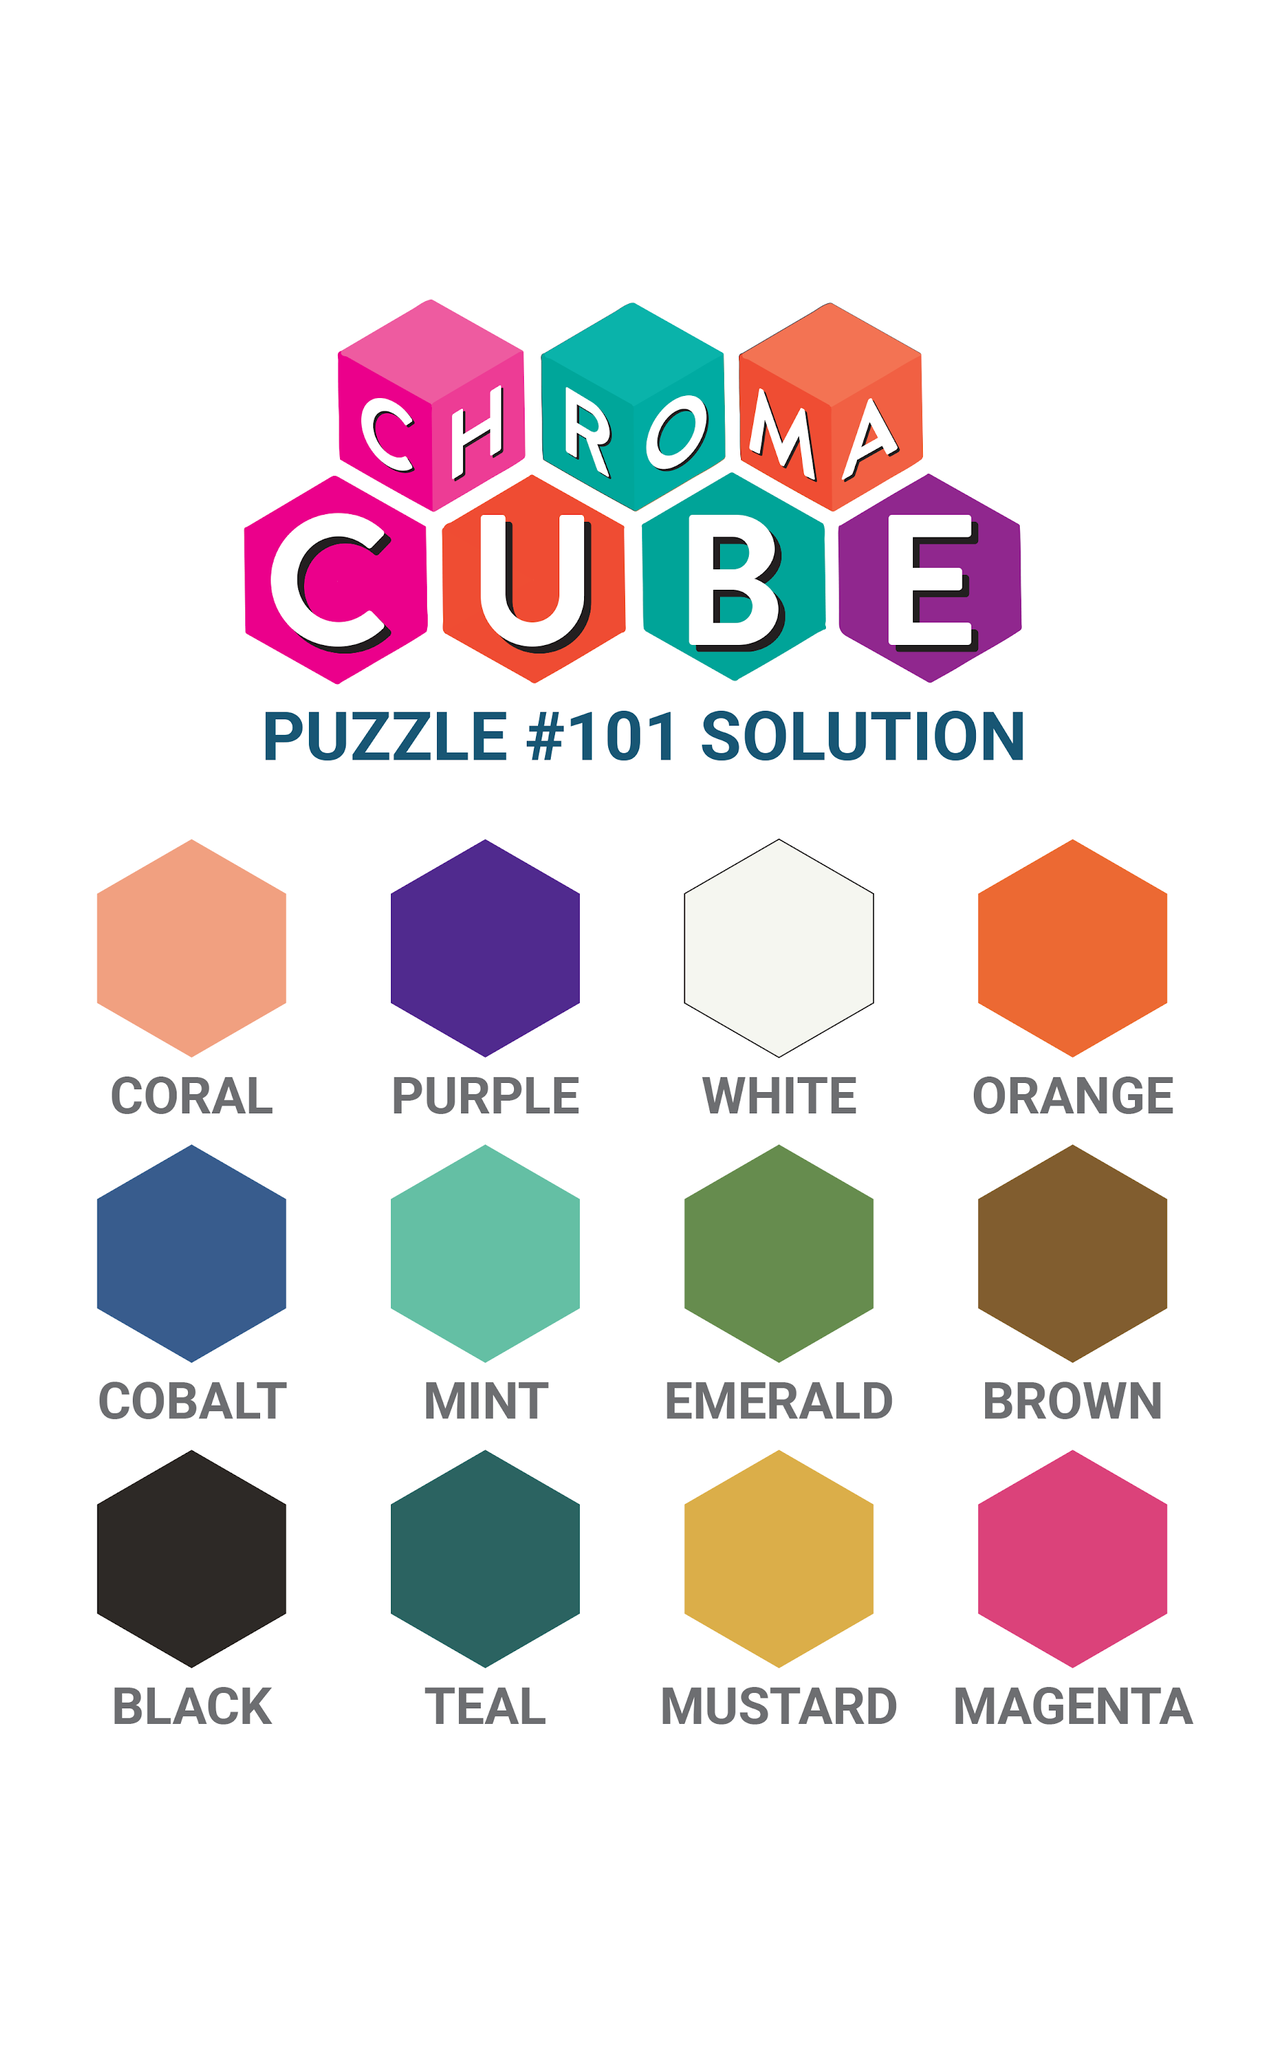 CHROMA
CUBE
PUZZLE #101 SOLUTION
CORAL PURPLE WHITE ORANGE
COBALT MINT EMERALD BROWN
BLACK TEAL MUSTARD MAGENTA